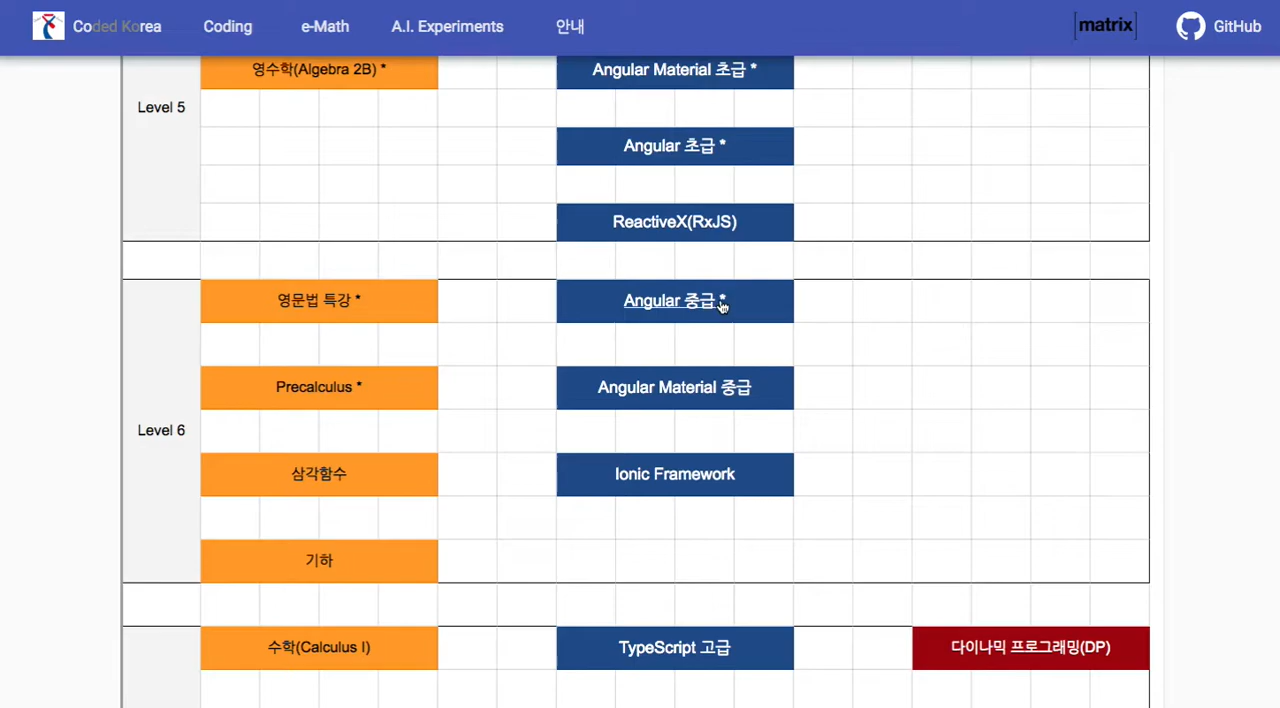 Coded Korea Coding e-Math A.I. Experiments 안내 matrix GitHub
영수학(Algebra 2B) * Angular Material 초급 *
Level 5
Angular 초급 *
ReactiveX(RxJS)
영문법 특강 * Angular 중급 *
Precalculus * Angular Material 중급
Level 6
삼각함수 Ionic Framework
기하
수학(Calculus I) TypeScript 고급 다이나믹 프로그래밍(DP)